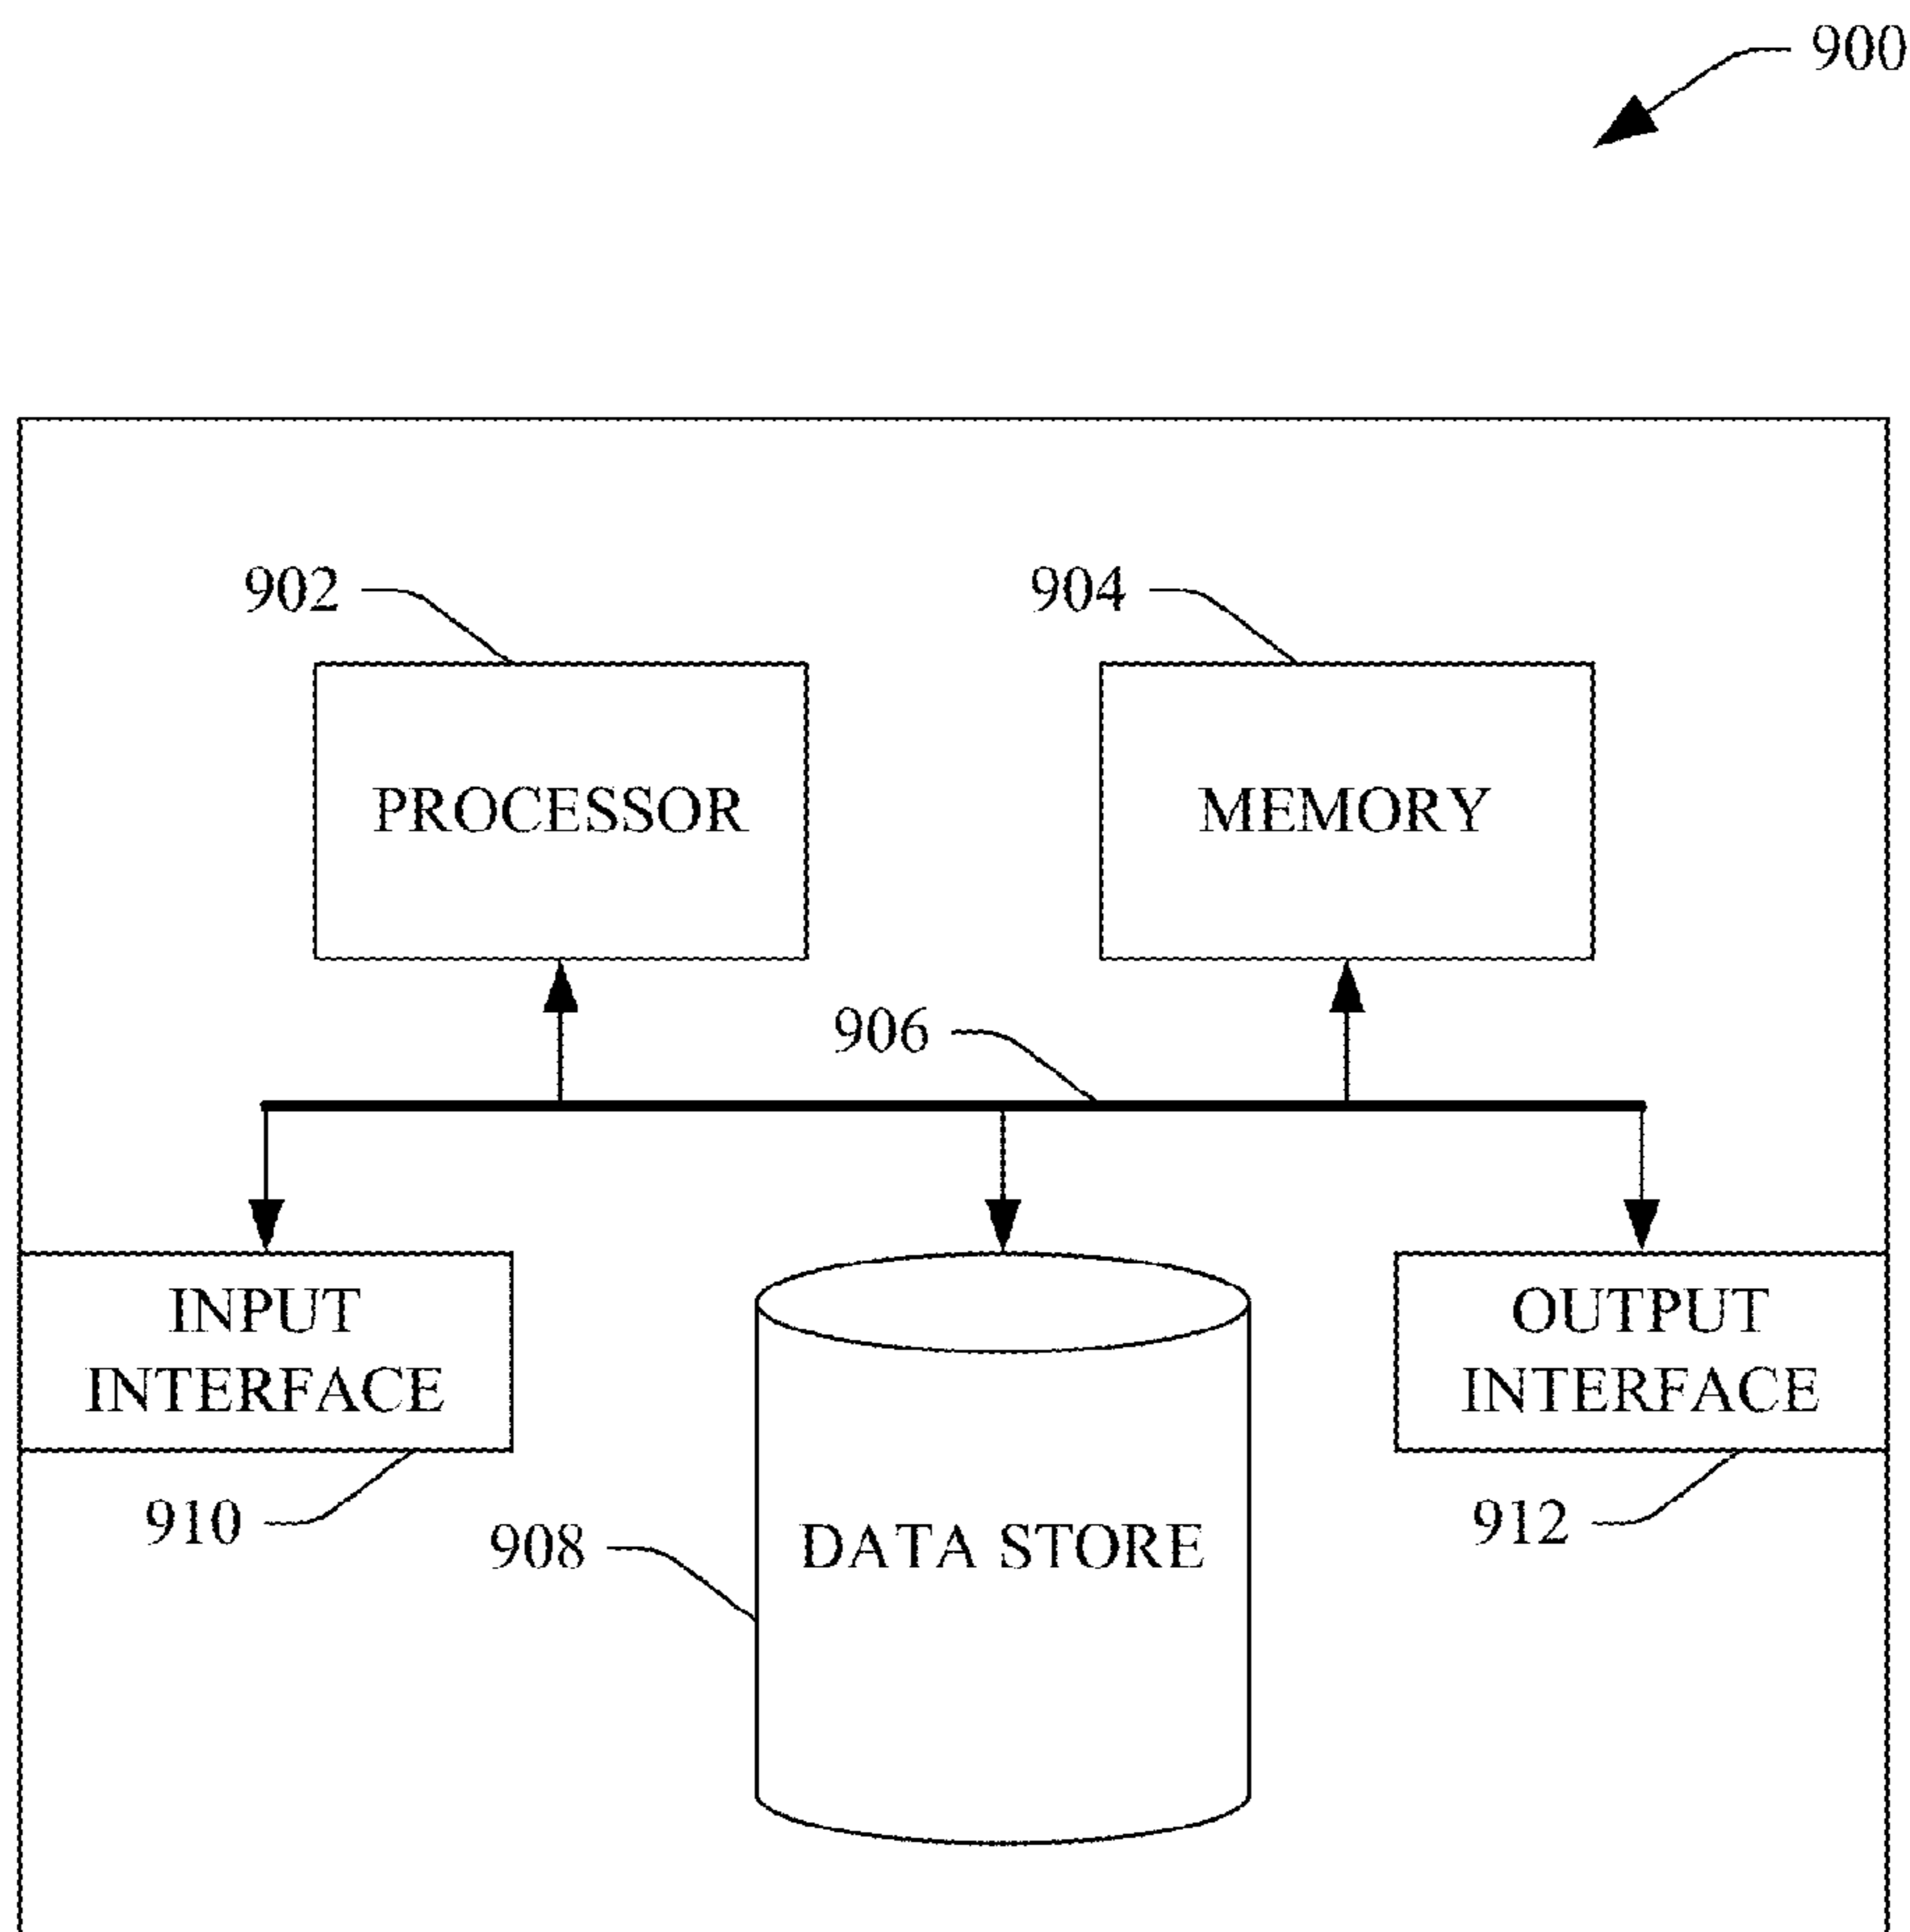 900
902
904
PROCESSOR
MEMORY
906
INPUT
INTERFACE
OUTPUT
INTERFACE
910
908
DATA STORE
912